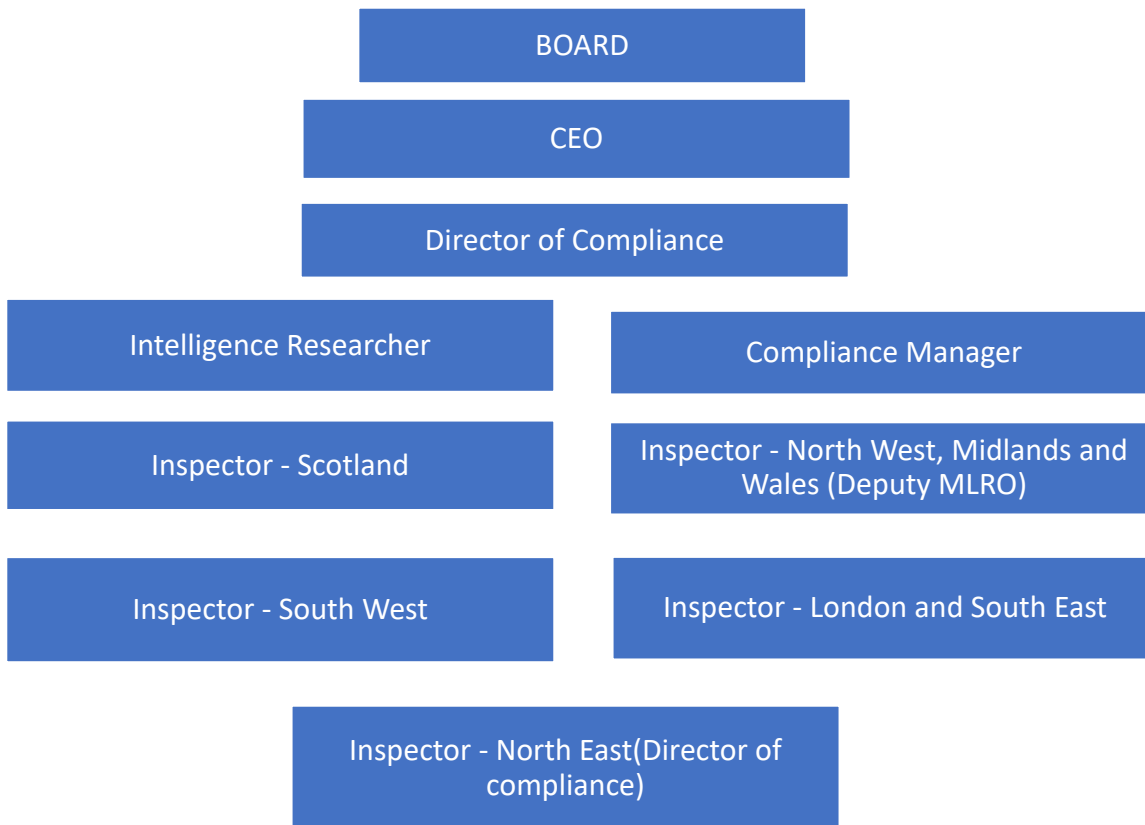 BOARD
CEO
Director of Compliance
Intelligence Researcher
Compliance Manager
Inspector - Scotland
Inspector - North West, Midlands and
Wales (Deputy MLRO)
Inspector - South West
Inspector - London and South East
Inspector - North East(Director of
compliance)